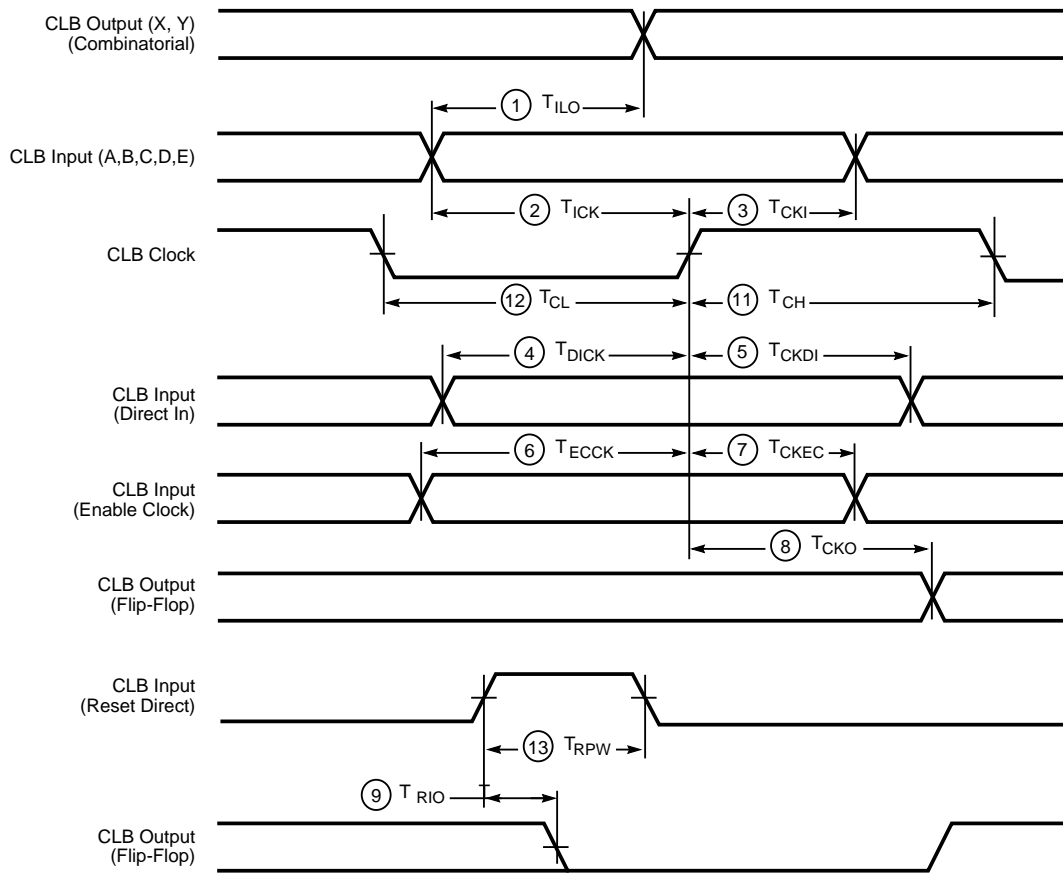 CLB Output (X, Y)
(Combinatorial)
1 TILO
CLB Input (A,B,C,D,E)
2 TICK
3 TCKI
CLB Clock
12 TCL
11 TCH
4 TDICK
5 TCKDI
CLB Input
(Direct In)
6 TECCK
7 TCKEC
CLB Input
(Enable Clock)
8 TCKO
CLB Output
(Flip-Flop)
CLB Input
(Reset Direct)
13 TRPW
9 T RIO
CLB Output
(Flip-Flop)